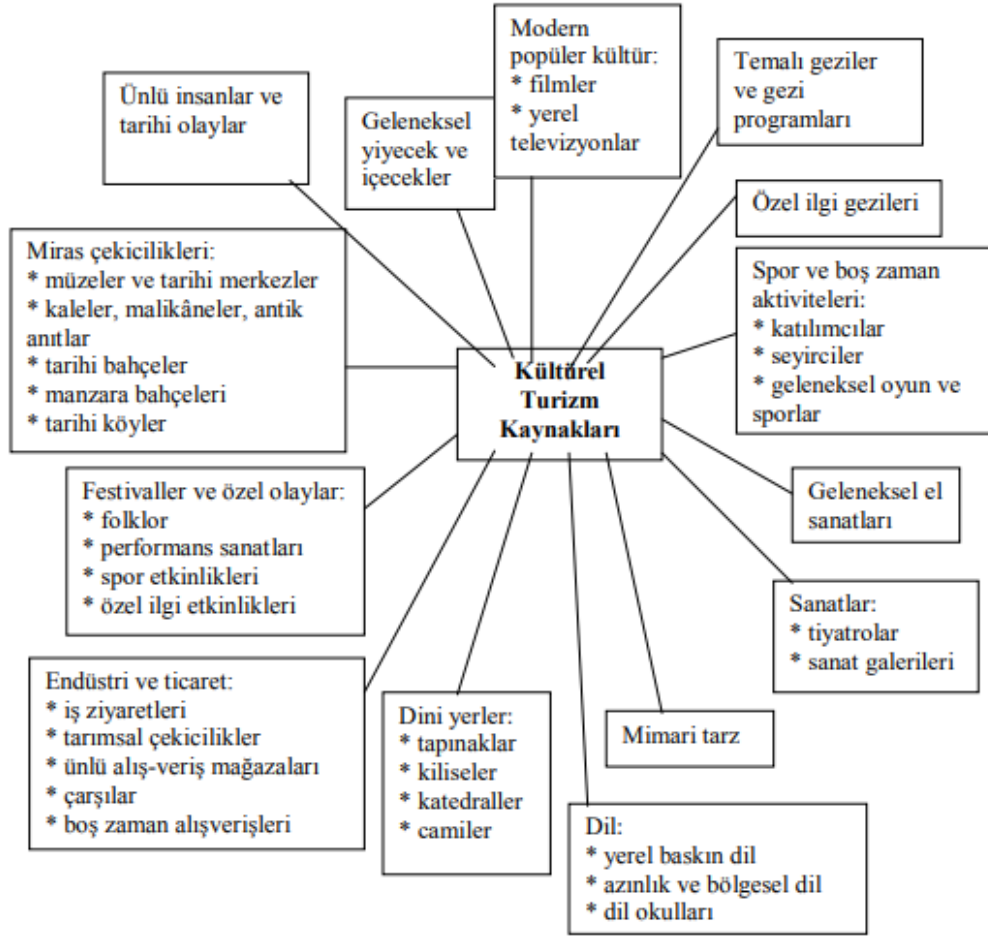 Ünlü insanlar ve
tarihi olaylar
Geleneksel
yiyecek ve
içecekler
Modern
popüler kültür:
* filmler
* yerel
televizyonlar
Temalı geziler
ve gezi
programları
Özel ilgi gezileri
Miras çekicilikleri:
* müzeler ve tarihi merkezler
* kaleler, malikâneler, antik
anıtlar
* tarihi bahçeler
* manzara bahçeleri
* tarihi köyler
Spor ve boş zaman
aktiviteleri:
* katılımcılar
* seyirciler
* geleneksel oyun ve
sporlar
Kültürel
Turizm
Kaynakları
Festivaller ve özel olaylar:
* folklor
* performans sanatları
* spor etkinlikleri
* özel ilgi etkinlikleri
Geleneksel el
sanatları
Sanatlar:
* tiyatrolar
* sanat galerileri
Endüstri ve ticaret:
* iş ziyaretleri
* tarımsal çekicilikler
* ünlü alış-veriş mağazaları
* çarşılar
* boş zaman alışverişleri
Dini yerler:
* tapınaklar
* kiliseler
* katedraller
* camiler
Mimari tarz
Dil:
* yerel baskın dil
* azınlık ve bölgesel dil
* dil okulları